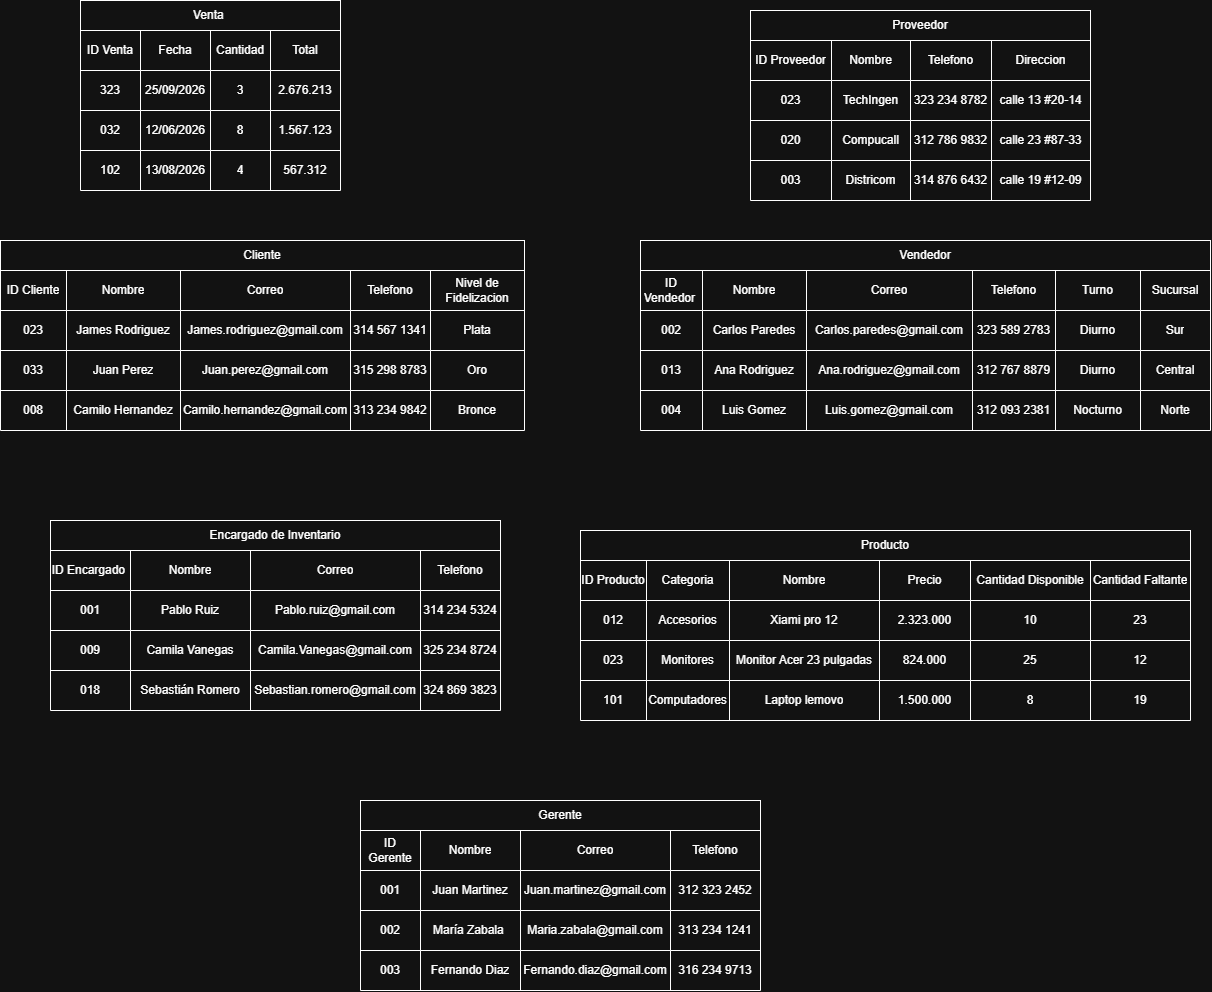 Venta
ID Venta Fecha Cantidad Total
323 25/09/2026 3 2.676.213
032 12/06/2026 8 1.567.123
102 13/08/2026 4 567.312
Proveedor
ID Proveedor Nombre Telefono Direccion
023 TechIngen 323 234 8782 calle 13 #20-14
020 Compucall 312 786 9832 calle 23 #87-33
003 Districom 314 876 6432 calle 19 #12-09
Cliente
ID Cliente Nombre Correo Telefono Nivel de Fidelizacion
023 James Rodriguez James.rodriguez@gmail.com 314 567 1341 Plata
033 Juan Perez Juan.perez@gmail.com 315 298 8783 Oro
008 Camilo Hernandez Camilo.hernandez@gmail.com 313 234 9842 Bronce
Vendedor
ID Vendedor Nombre Correo Telefono Turno Sucursal
002 Carlos Paredes Carlos.paredes@gmail.com 323 589 2783 Diurno Sur
013 Ana Rodriguez Ana.rodriguez@gmail.com 312 767 8879 Diurno Central
004 Luis Gomez Luis.gomez@gmail.com 312 093 2381 Nocturno Norte
Encargado de Inventario
ID Encargado Nombre Correo Telefono
001 Pablo Ruiz Pablo.ruiz@gmail.com 314 234 5324
009 Camila Vanegas Camila.Vanegas@gmail.com 325 234 8724
018 Sebastián Romero Sebastian.romero@gmail.com 324 869 3823
Producto
ID Producto Categoria Nombre Precio Cantidad Disponible Cantidad Faltante
012 Accesorios Xiami pro 12 2.323.000 10 23
023 Monitores Monitor Acer 23 pulgadas 824.000 25 12
101 Computadores Laptop lemovo 1.500.000 8 19
Gerente
ID Gerente Nombre Correo Telefono
001 Juan Martinez Juan.martinez@gmail.com 312 323 2452
002 María Zabala Maria.zabala@gmail.com 313 234 1241
003 Fernando Diaz Fernando.diaz@gmail.com 316 234 9713